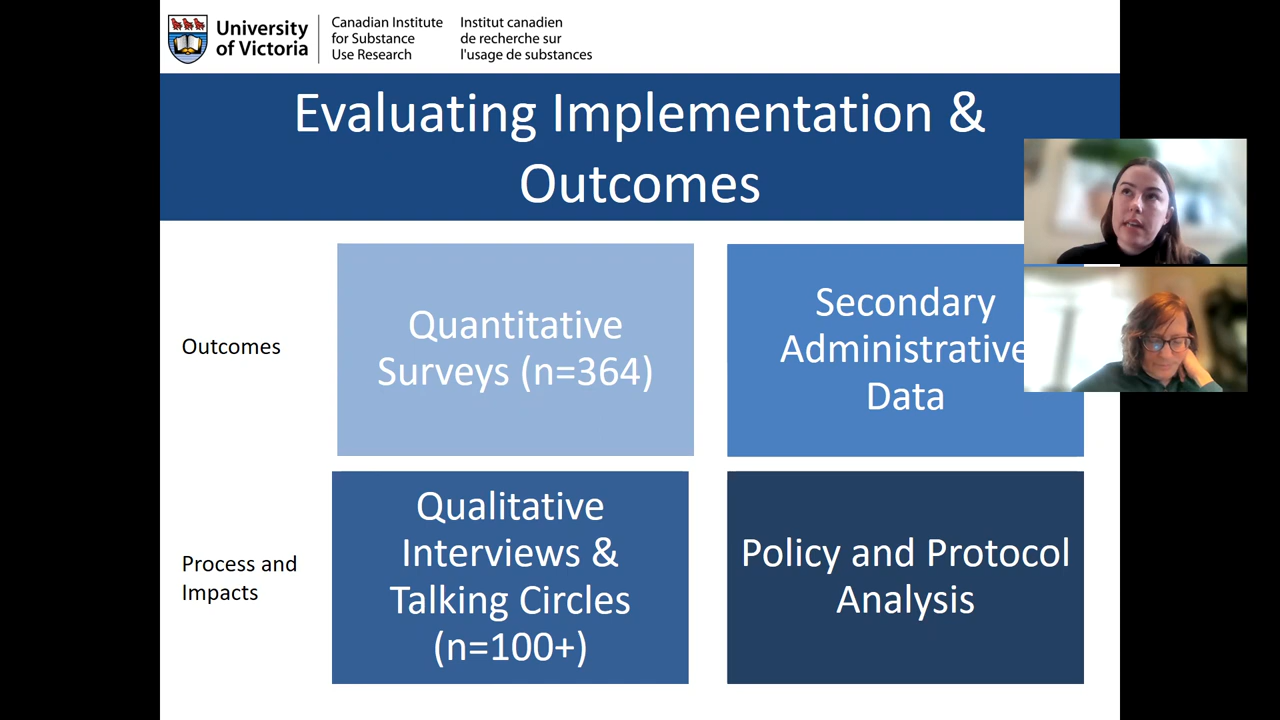 University
of Victoria
Canadian Institute
for Substance
Use Research
Institut canadien
de recherche sur
l'usage de substances
Evaluating Implementation &
Outcomes
Outcomes
Quantitative
Surveys (n=364)
Secondary
Administrative
Data
Process and
Impacts
Qualitative
Interviews &
Talking Circles
(n=100+)
Policy and Protocol
Analysis